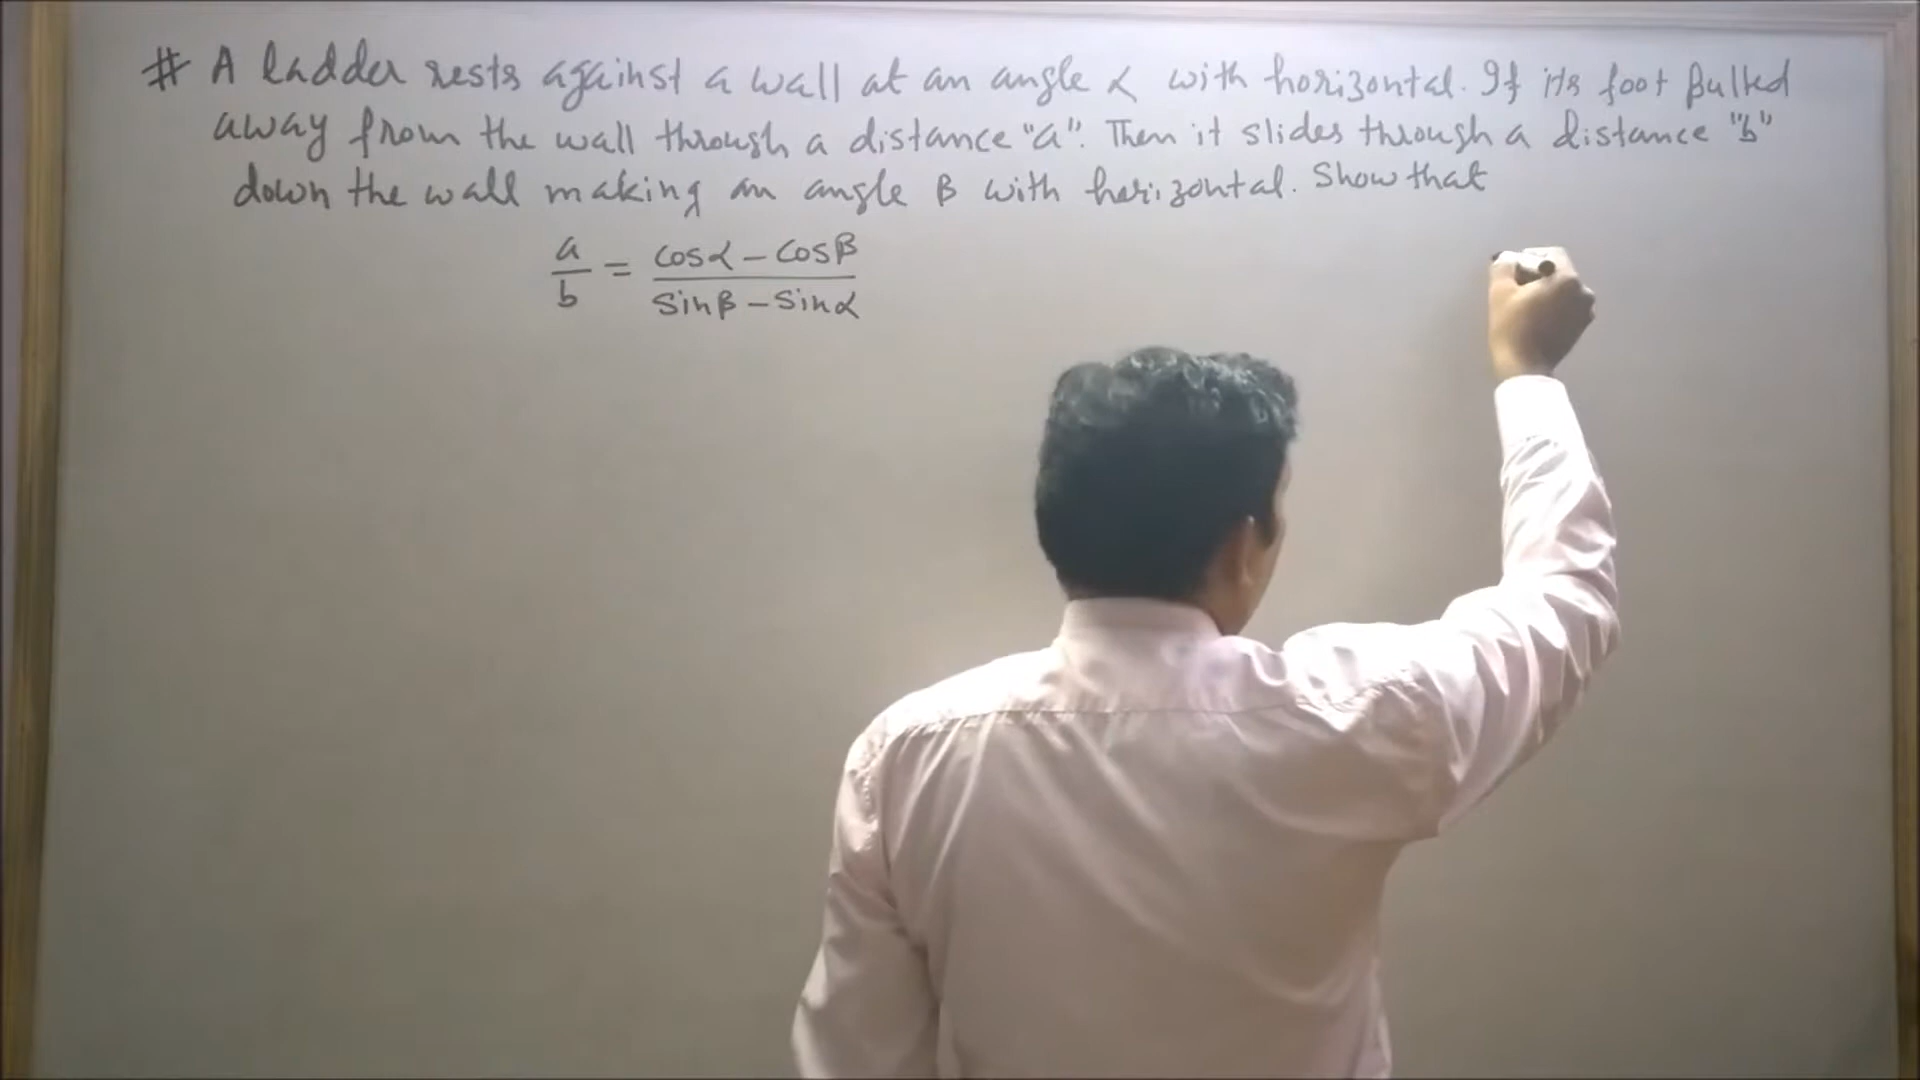 # A ladder rests against a wall at an angle α with horizontal. If its foot pulled
away from the wall through a distance "a". Then it slides through a distance "b"
down the wall making an angle β with horizontal. Show that
a/b = (cosα - cosβ)/(sinβ - sinα)